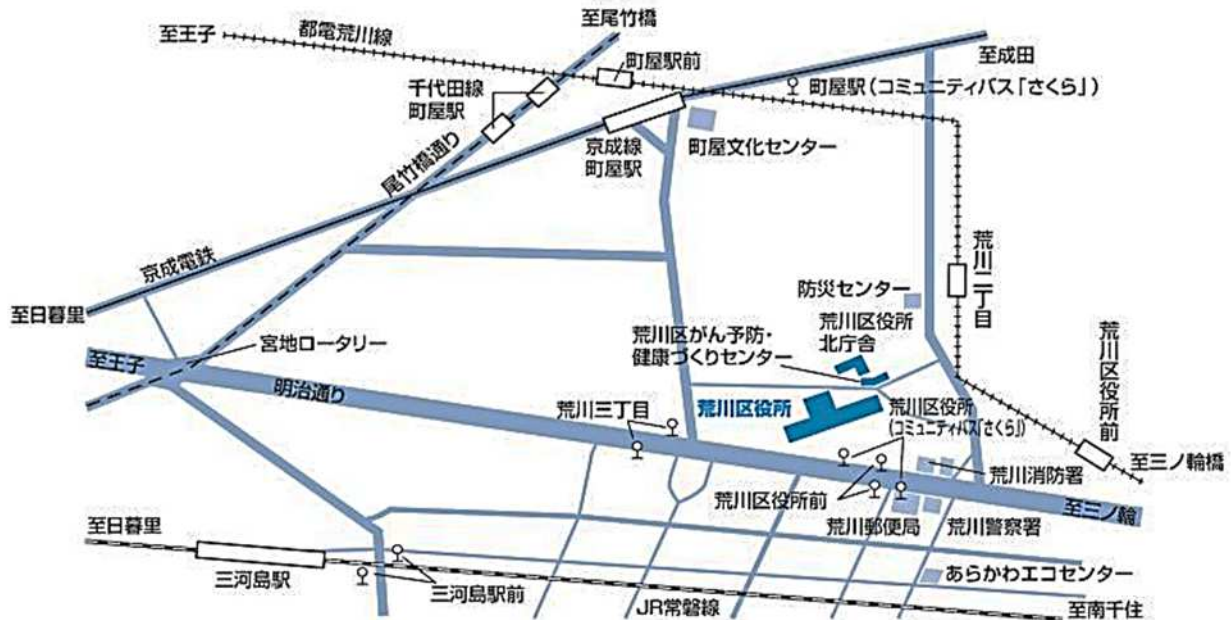 至尾竹橋
至王子
都電荒川線
町屋駅前
至成田
千代田線
町屋駅
町屋駅(コミュニティバス「さくら」)
尾竹橋通り
京成線
町屋駅
町屋文化センター
京成電鉄
至日暮里
荒川二丁目
防災センター
荒川区役所
北庁舎
荒川区がん予防・
健康づくりセンター
宮地ロータリー
至王子
明治通り
荒川三丁目
荒川区役所
荒川区役所
(コミュニティバス「さくら」)
荒川区役所前
至三ノ輪橋
荒川消防署
荒川区役所前
荒川郵便局
荒川警察署
至三ノ輪
至日暮里
三河島駅
三河島駅前
JR常磐線
あらかわエコセンター
至南千住